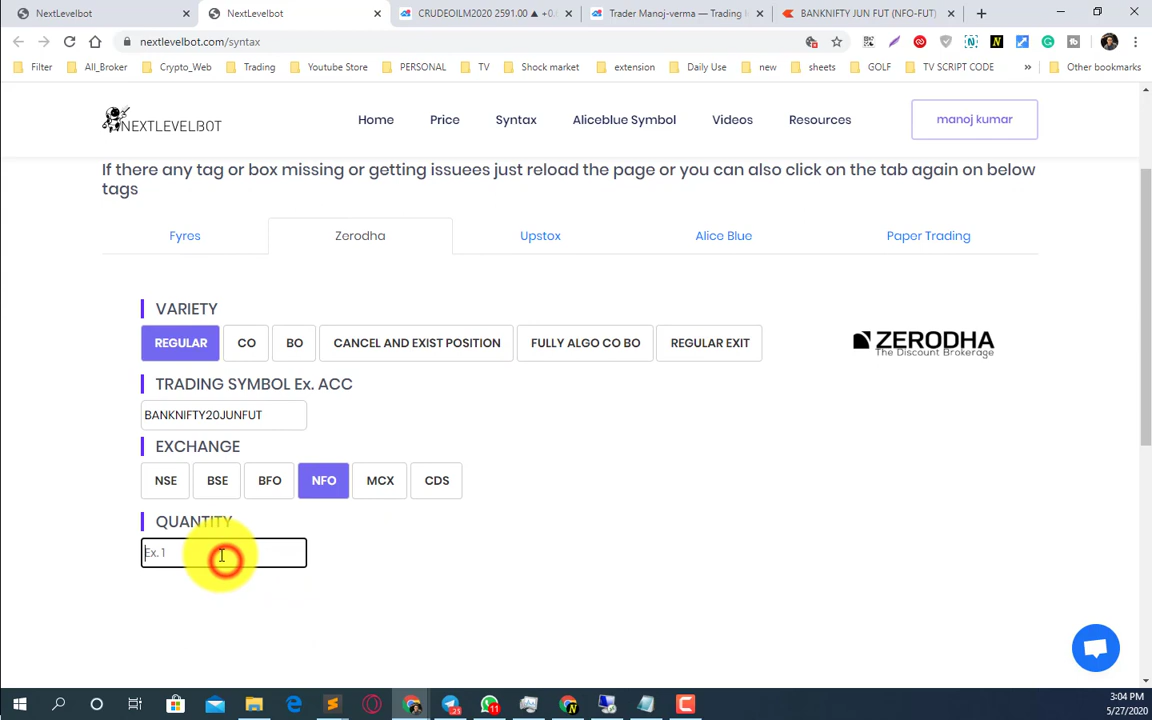 NextLevelbot
NextLevelbot
CRUDEOILM2020 2591.00 ▲ +0.
Trader Manoj-verma — Trading
BANKNIFTY JUN FUT (NFO-FUT)
nextlevelbot.com/syntax
Filter
All_Broker
Crypto_Web
Trading
Youtube Store
PERSONAL
TV
Shock market
extension
Daily Use
new
sheets
GOLF
TV SCRIPT CODE
»
Other bookmarks
NEXTLEVELBOT
Home
Price
Syntax
Aliceblue Symbol
Videos
Resources
manoj kumar
If there any tag or box missing or getting issuees just reload the page or you can also click on the tab again on below
tags
Fyres
Zerodha
Upstox
Alice Blue
Paper Trading
VARIETY
REGULAR
CO
BO
CANCEL AND EXIST POSITION
FULLY ALGO CO BO
REGULAR EXIT
ZERODHA
The Discount Brokerage
TRADING SYMBOL Ex. ACC
BANKNIFTY20JUNFUT
EXCHANGE
NSE
BSE
BFO
NFO
MCX
CDS
QUANTITY
Ex. 1
3:04 PM
5/27/2020